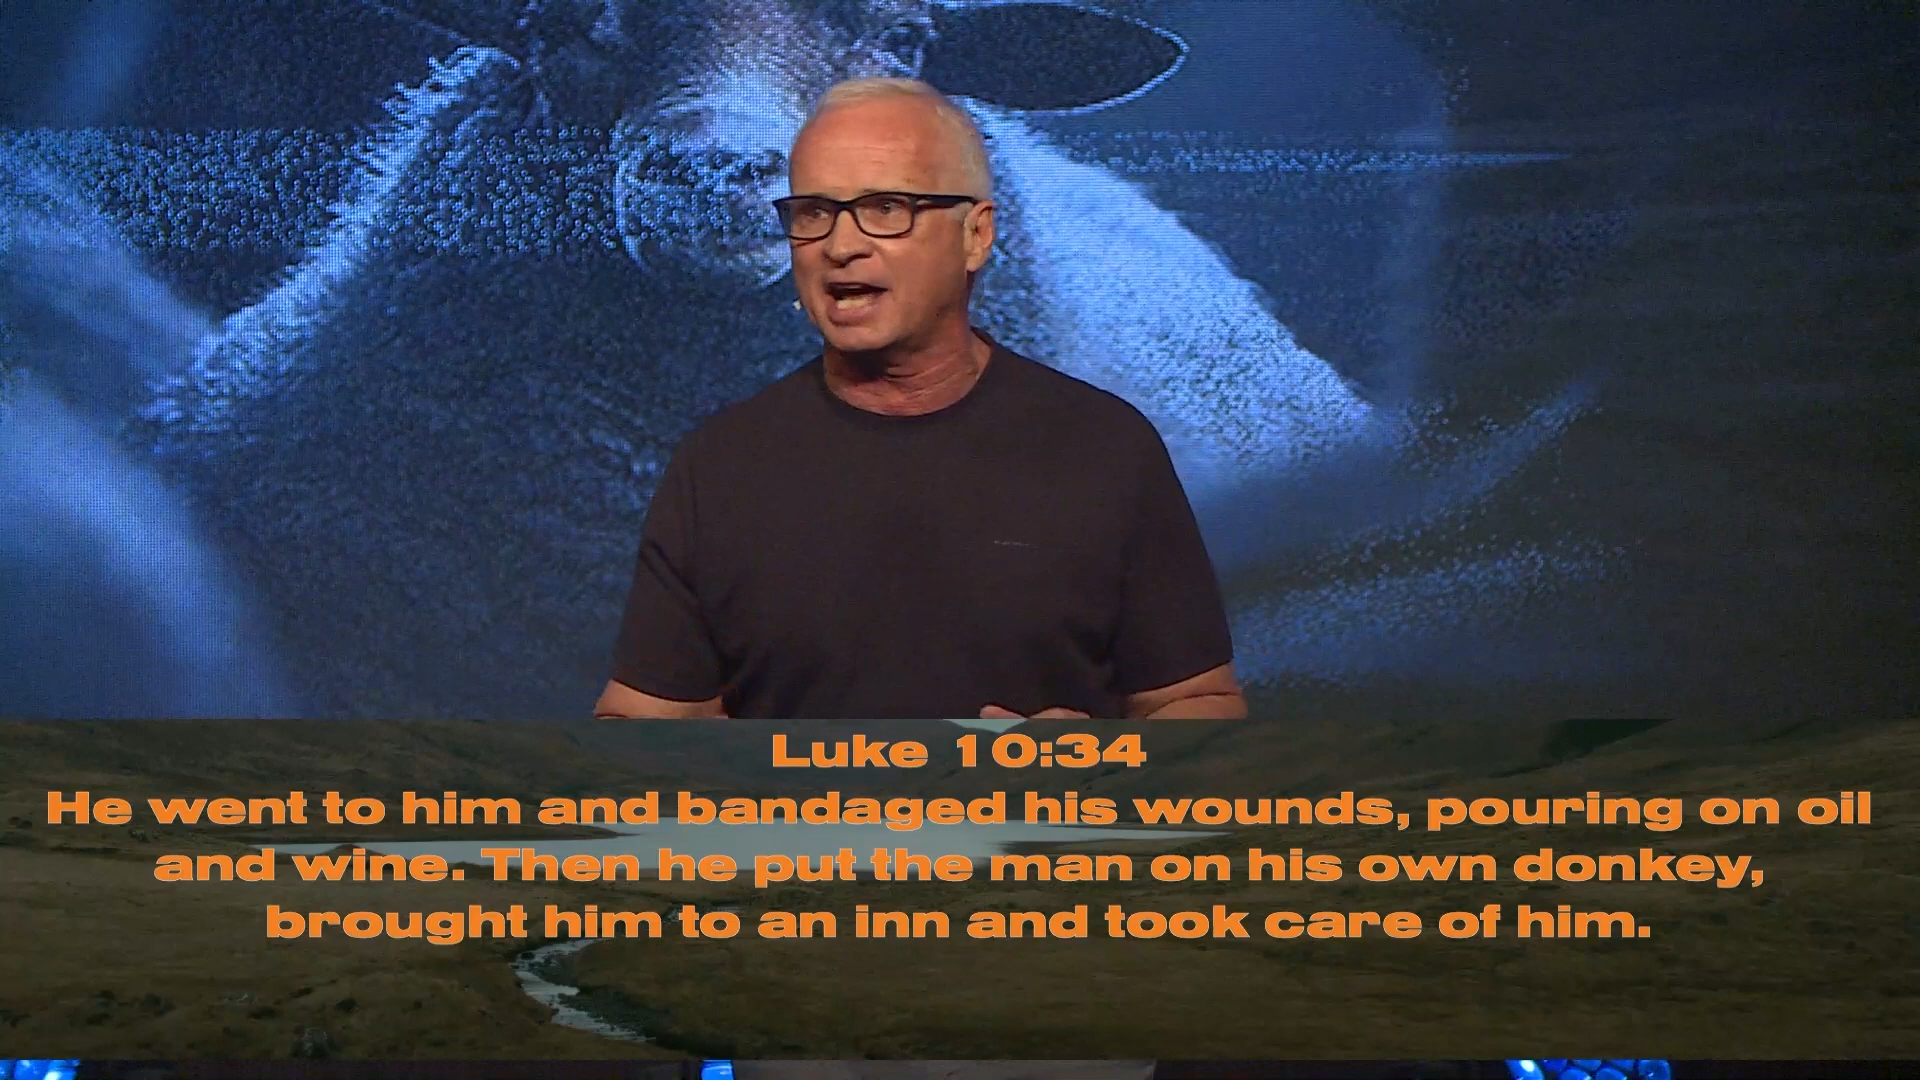 Luke 10:34
He went to him and bandaged his wounds, pouring on oil
and wine. Then he put the man on his own donkey,
brought him to an inn and took care of him.